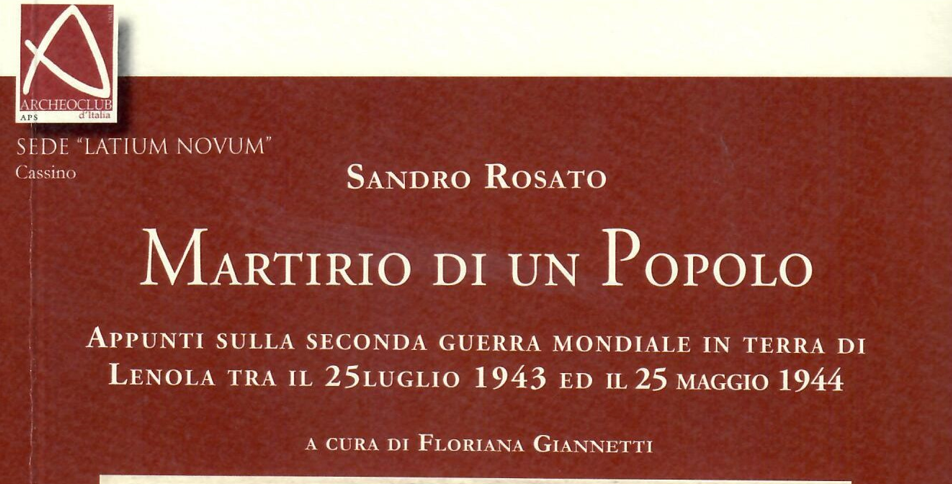 ARCHEOCLUB
d'Italia
APS
SEDE "LATIUM NOVUM"
Cassino
SANDRO ROSATO
MARTIRIO DI UN POPOLO
APPUNTI SULLA SECONDA GUERRA MONDIALE IN TERRA DI
LENOLA TRA IL 25LUGLIO 1943 ED IL 25 MAGGIO 1944
A CURA DI FLORIANA GIANNETTI